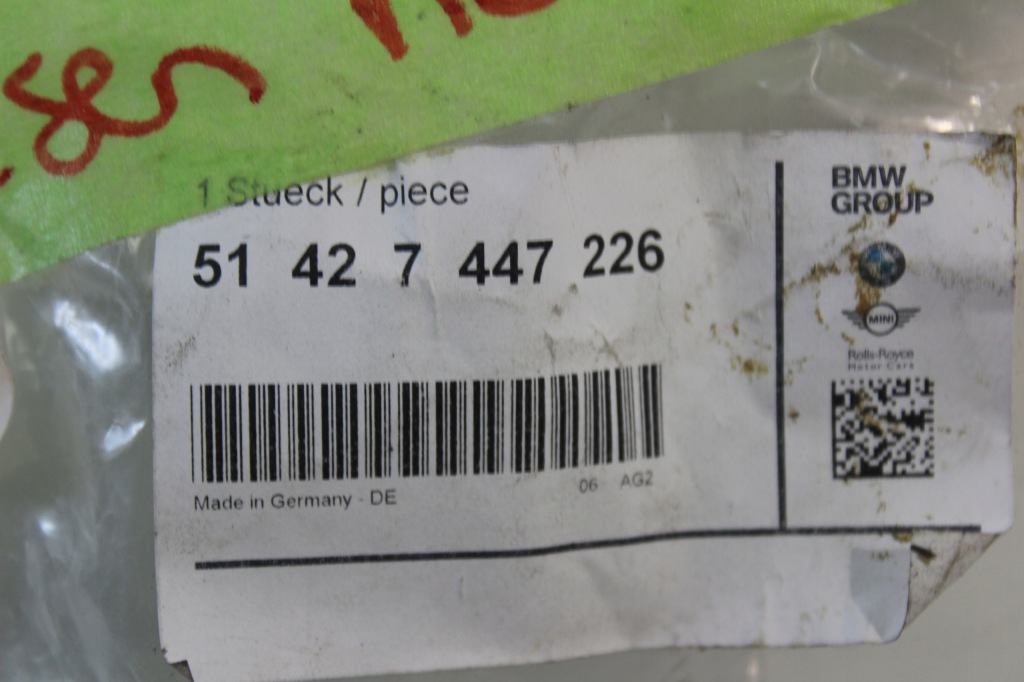 1 Stueck / piece
51 42 7 447 226
Made in Germany - DE
06 AG2
BMW
GROUP
MINI
Rolls-Royce
Motor Cars